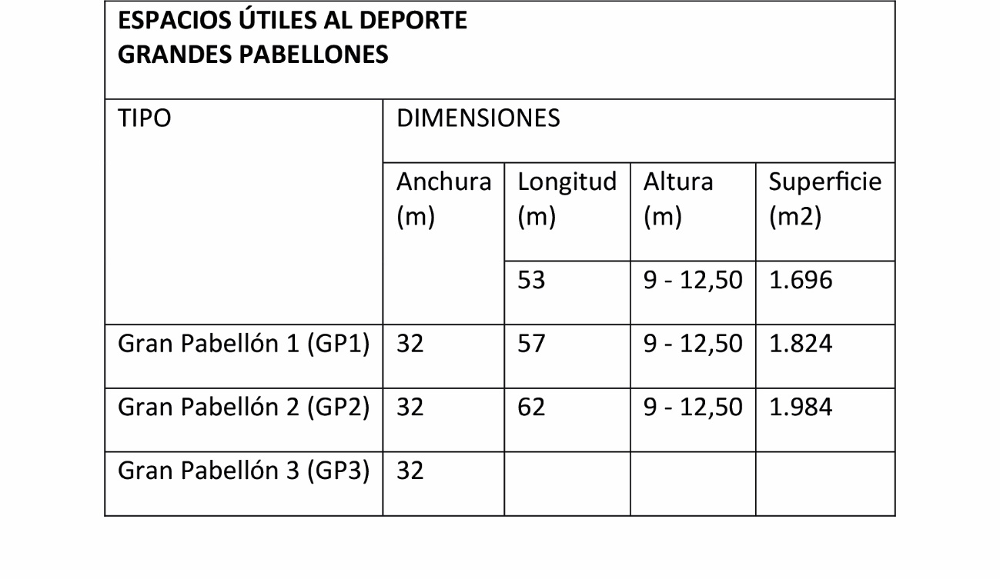 ESPACIOS ÚTILES AL DEPORTE
GRANDES PABELLONES
TIPO DIMENSIONES
Anchura Longitud Altura Superficie
(m) (m) (m) (m2)
53 9 - 12,50 1.696
Gran Pabellón 1 (GP1) 32 57 9 - 12,50 1.824
Gran Pabellón 2 (GP2) 32 62 9 - 12,50 1.984
Gran Pabellón 3 (GP3) 32